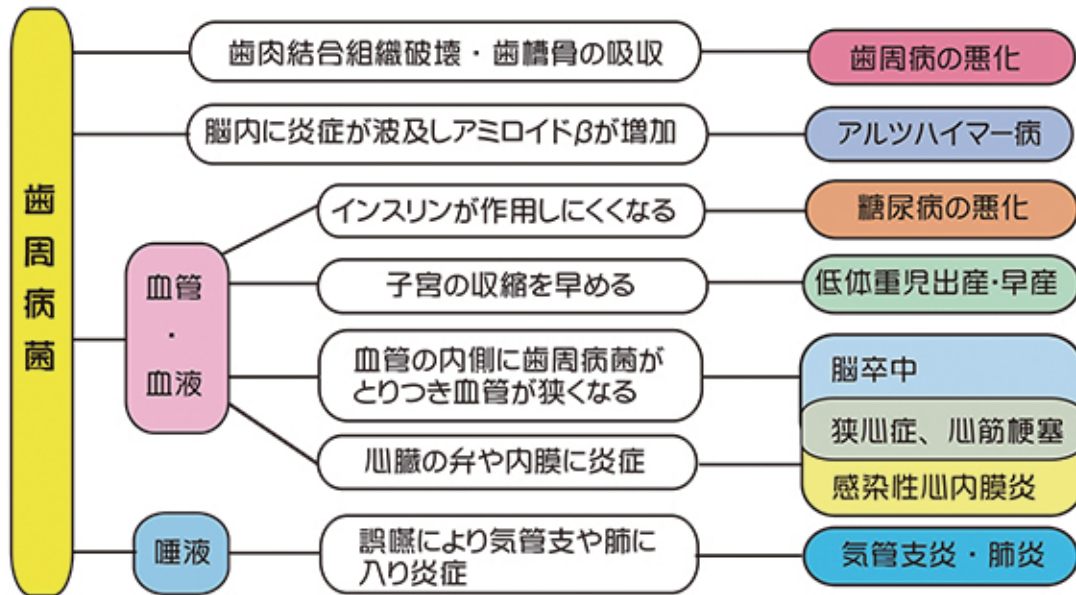 歯周病菌
歯肉結合組織破壊・歯槽骨の吸収
歯周病の悪化
脳内に炎症が波及しアミロイドβが増加
アルツハイマー病
血管
・
血液
インスリンが作用しにくくなる
糖尿病の悪化
子宮の収縮を早める
低体重児出産・早産
血管の内側に歯周病菌が
とりつき血管が狭くなる
脳卒中
狭心症、心筋梗塞
心臓の弁や内膜に炎症
感染性心内膜炎
唾液
誤嚥により気管支や肺に
入り炎症
気管支炎・肺炎